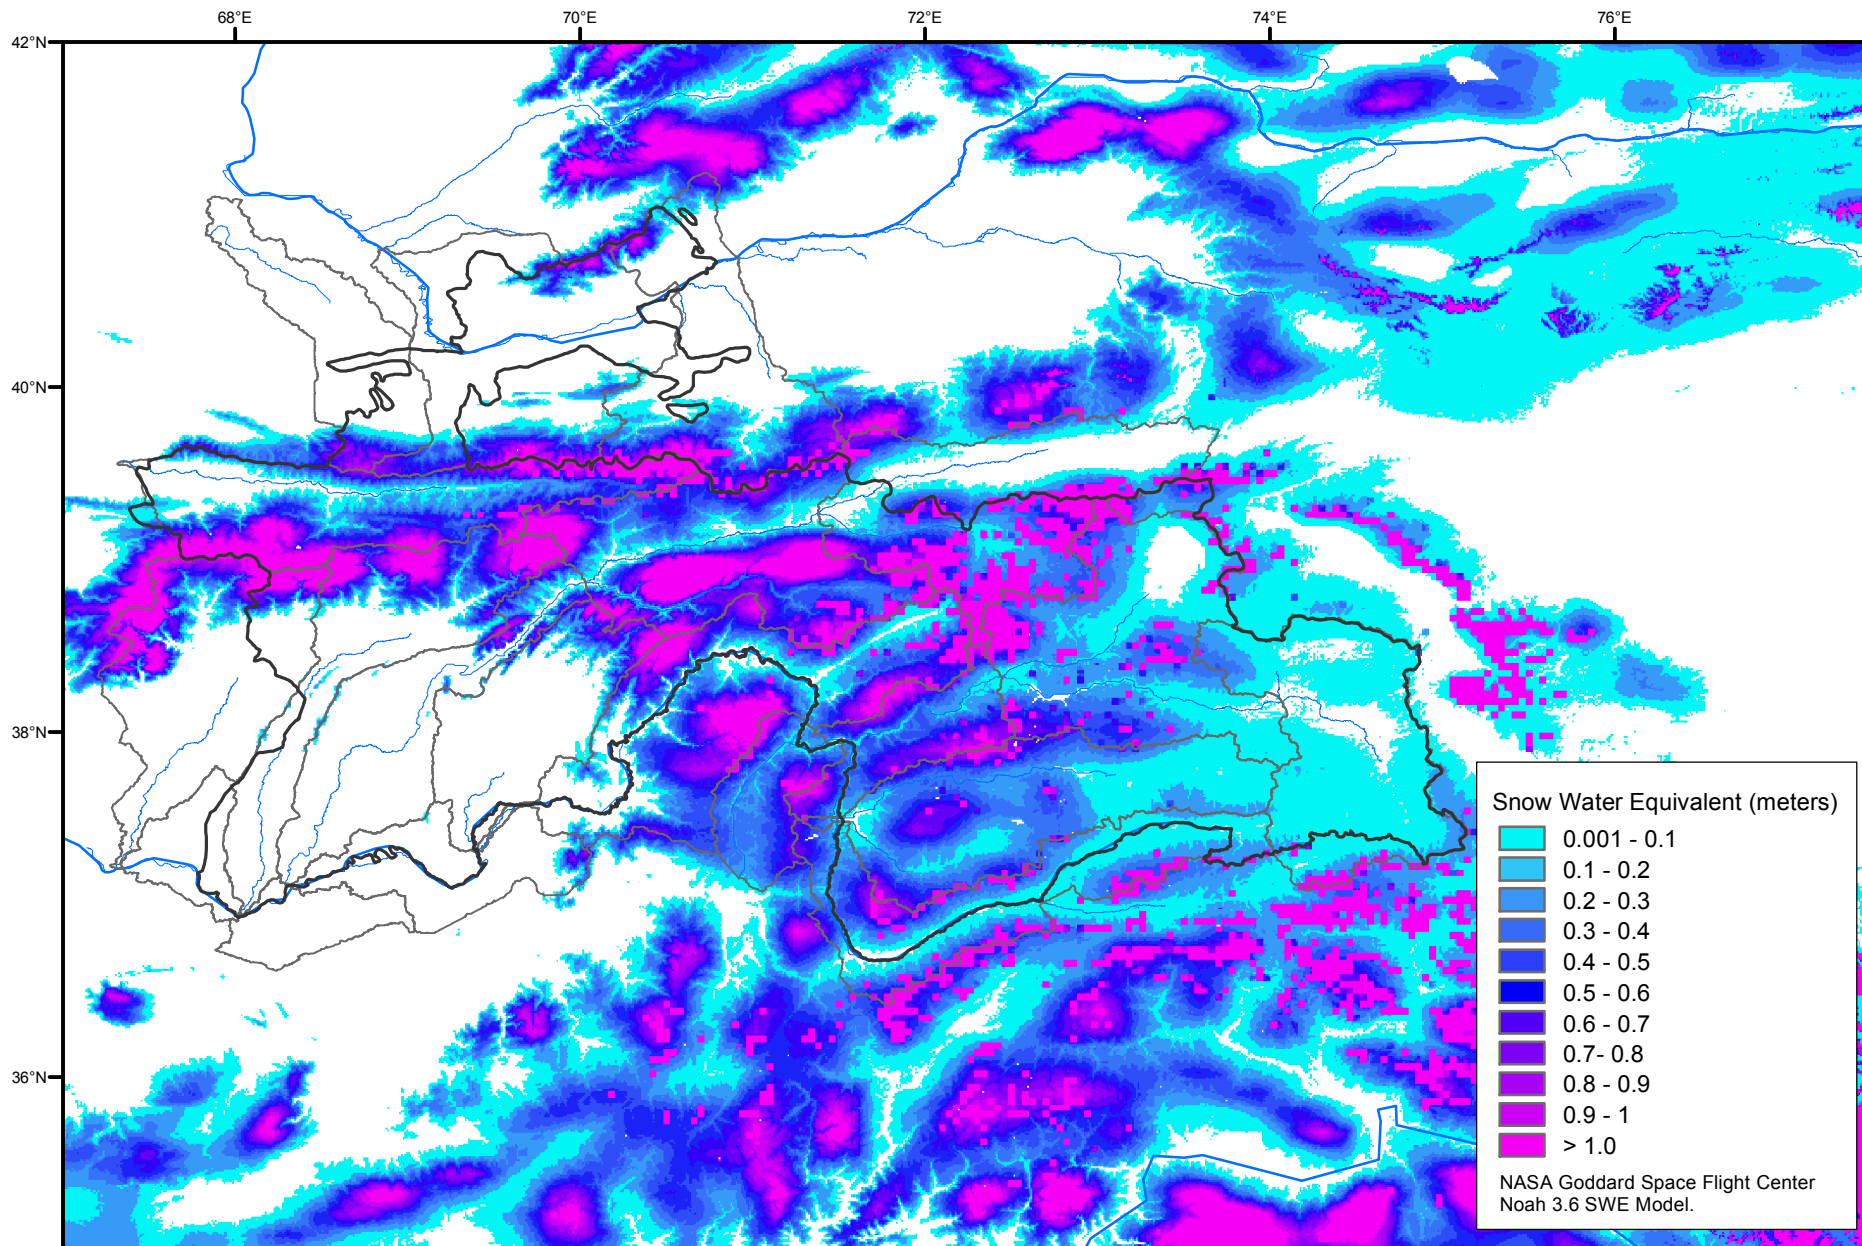 68°E 70°E 72°E 74°E 76°E
42°N
40°N
38°N
36°N
Snow Water Equivalent (meters)
0.001 - 0.1
0.1 - 0.2
0.2 - 0.3
0.3 - 0.4
0.4 - 0.5
0.5 - 0.6
0.6 - 0.7
0.7- 0.8
0.8 - 0.9
0.9 - 1
> 1.0
NASA Goddard Space Flight Center
Noah 3.6 SWE Model.